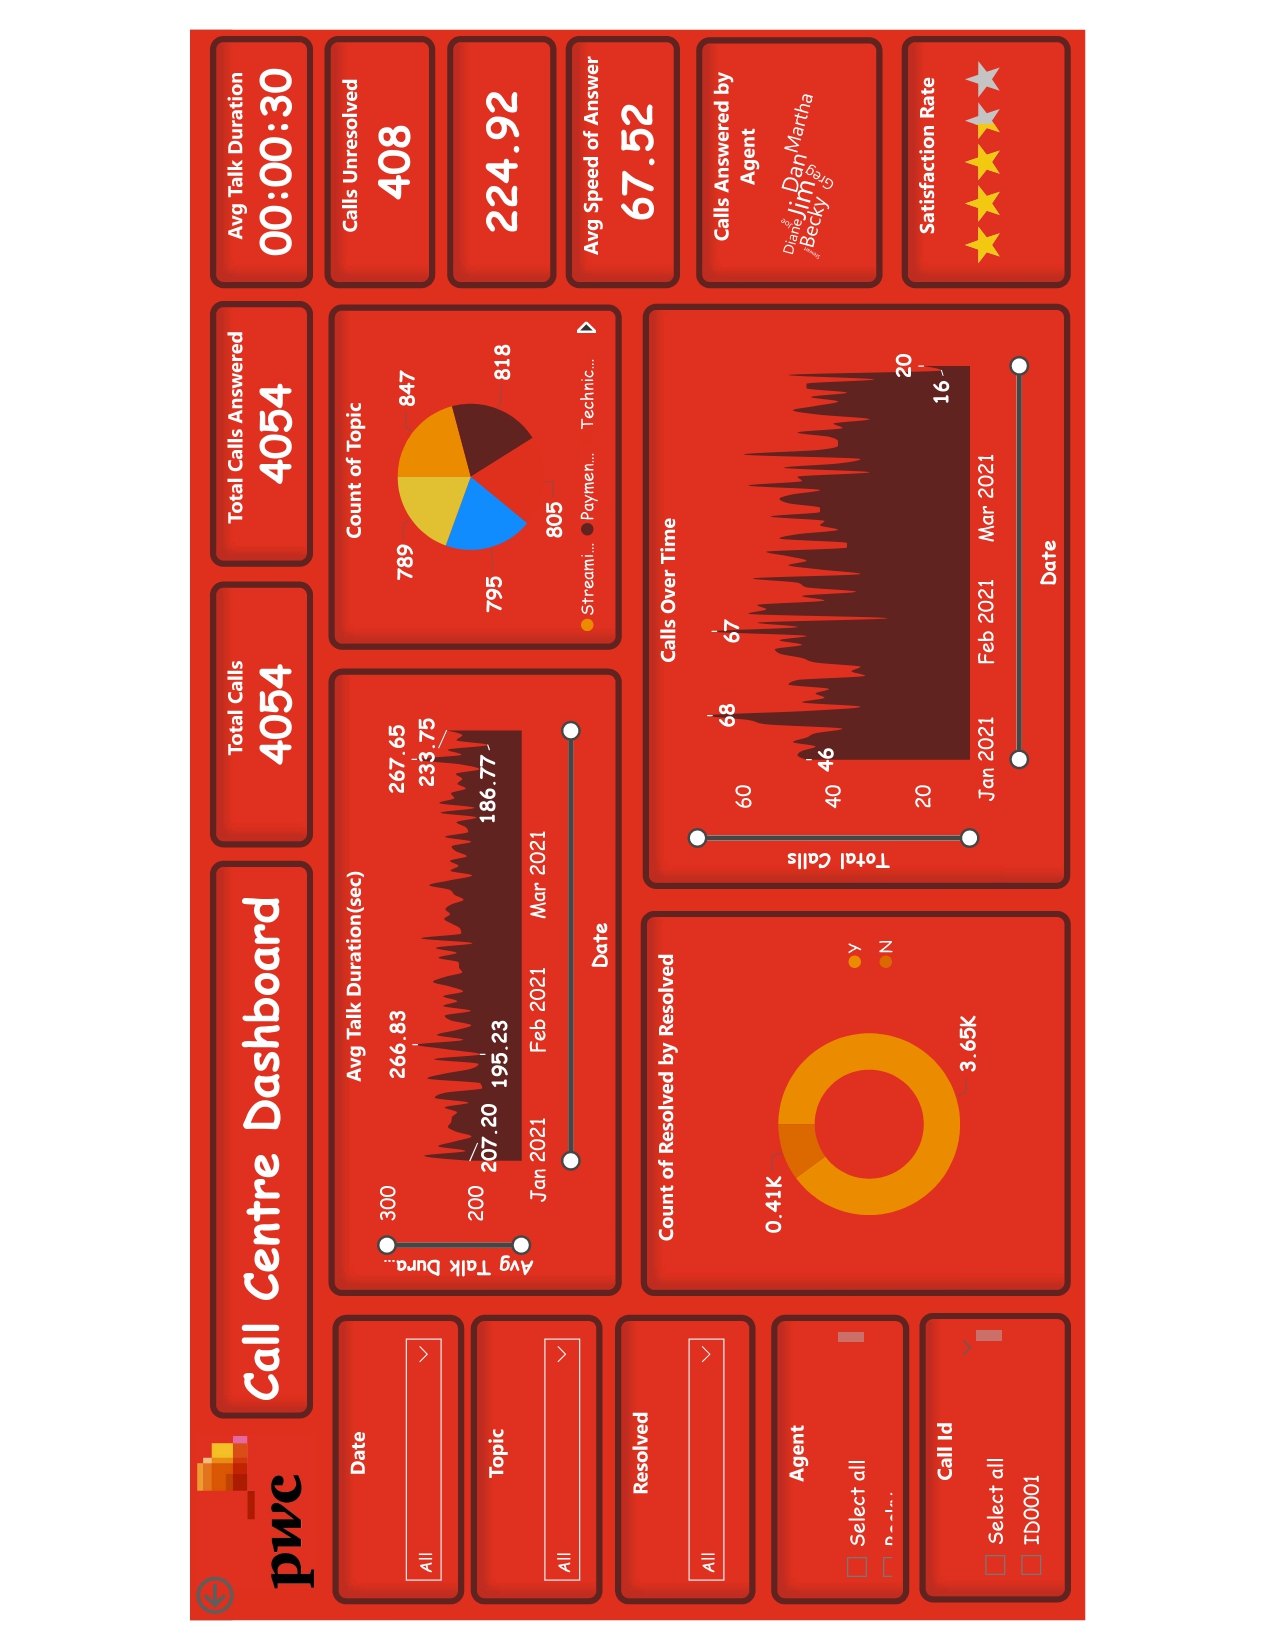 pwc
Call Centre Dashboard
Total Calls
4054
Total Calls Answered
4054
Avg Talk Duration
00:00:30
Date
All
Topic
All
Resolved
All
Agent
Select all
Call Id
Select all
ID0001
Avg Talk Duration(sec)
Avg Talk Dura...
300
200
266.83
267.65
233.75
207.20
195.23
186.77
Jan 2021
Feb 2021
Mar 2021
Date
Count of Topic
789
847
795
818
805
Streami...
Paymen...
Technic...
Calls Unresolved
408
224.92
Avg Speed of Answer
67.52
Count of Resolved by Resolved
0.41K
3.65K
Y
N
Calls Over Time
Total Calls
60
40
20
68
67
46
20
16
Jan 2021
Feb 2021
Mar 2021
Date
Calls Answered by
Agent
Diane
Joe
Jim
Dan
Martha
Becky
Greg
Satisfaction Rate